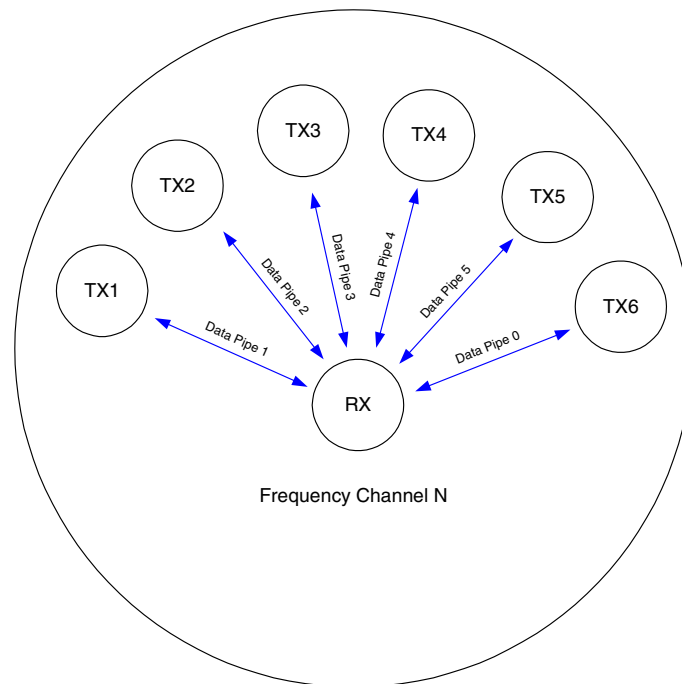 TX3
TX4
TX2
TX5
TX1
TX6
Data Pipe 1
Data Pipe 2
Data Pipe 3
Data Pipe 4
Data Pipe 5
Data Pipe 0
RX
Frequency Channel N